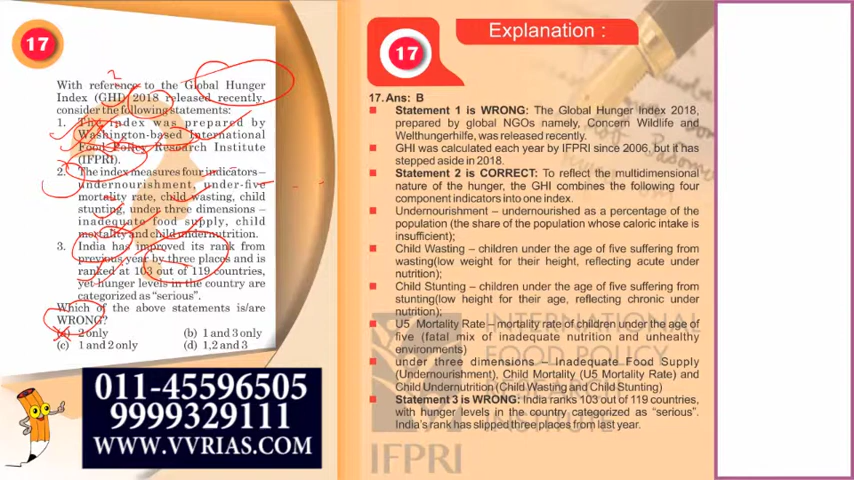 17
With reference to the Global Hunger
Index (GHI) 2018 released recently,
consider the following statements:
1. The index was prepared by
Washington-based International
Food Policy Research Institute
(IFPRI).
2. The index measures four indicators–
undernourishment, under-five
mortality rate, child wasting, child
stunting, under three dimensions –
inadequate food supply, child
mortality and child undernutrition.
3. India has improved its rank from
previous year by three places and is
ranked at 103 out of 119 countries,
yet hunger levels in the country are
categorized as “serious”.
Which of the above statements is/are
WRONG?
(a) 2 only (b) 1 and 3 only
(c) 1 and 2 only (d) 1,2 and 3
011-45596505
9999329111
WWW.VVRIAS.COM
17
Explanation :
17. Ans: B
Statement 1 is WRONG: The Global Hunger Index 2018,
prepared by global NGOs namely, Concern Wildlife and
Welthungerhilfe, was released recently.
GHI was calculated each year by IFPRI since 2006, but it has
stepped aside in 2018.
Statement 2 is CORRECT: To reflect the multidimensional
nature of the hunger, the GHI combines the following four
component indicators into one index.
Undernourishment – undernourished as a percentage of the
population (the share of the population whose caloric intake is
insufficient);
Child Wasting – children under the age of five suffering from
wasting(low weight for their height, reflecting acute under
nutrition);
Child Stunting – children under the age of five suffering from
stunting(low height for their age, reflecting chronic under
nutrition);
U5 Mortality Rate – mortality rate of children under the age of
five (fatal mix of inadequate nutrition and unhealthy
environments)
under three dimensions – Inadequate Food Supply
(Undernourishment), Child Mortality (U5 Mortality Rate) and
Child Undernutrition (Child Wasting and Child Stunting)
Statement 3 is WRONG: India ranks 103 out of 119 countries,
with hunger levels in the country categorized as “serious”.
India's rank has slipped three places from last year.
INTERNATIONAL
FOOD POLICY
INSTITUTE
IFPRI